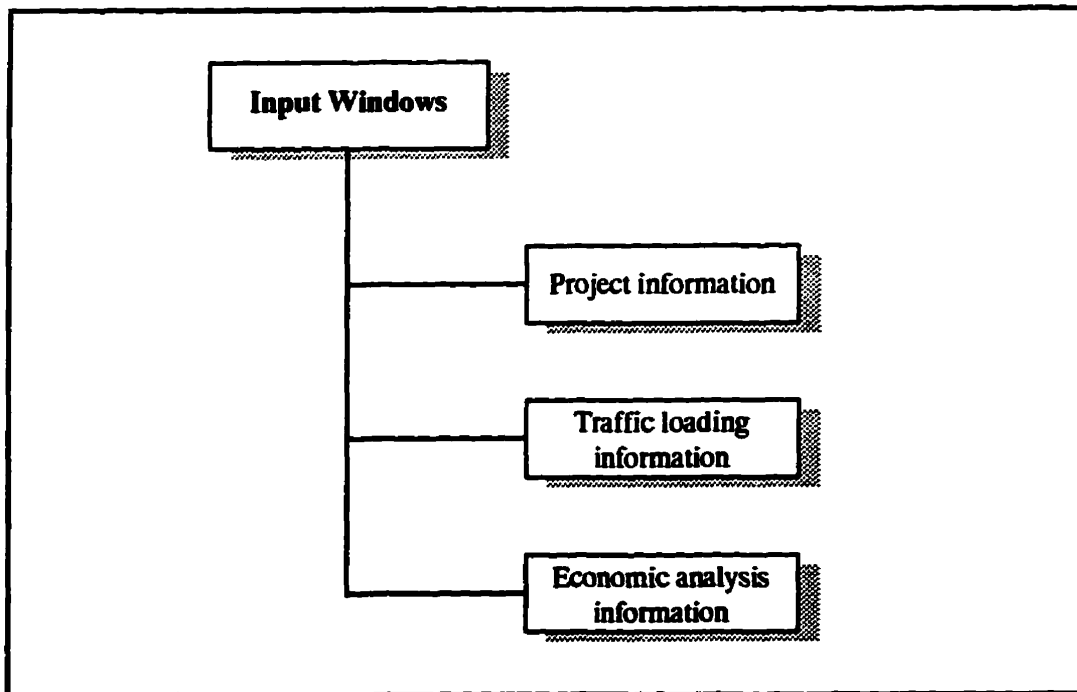 Input Windows
Project information
Traffic loading
information
Economic analysis
information